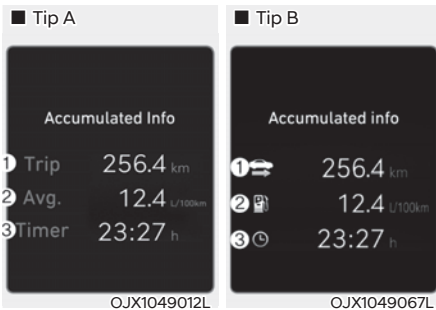 ■ Tip A
Accumulated Info
① Trip 256.4 km
② Avg. 12.4 L/100km
③ Timer 23:27 h
OJX1049012L
■ Tip B
Accumulated info
① 256.4 km
② 12.4 L/100km
③ 23:27 h
OJX1049067L